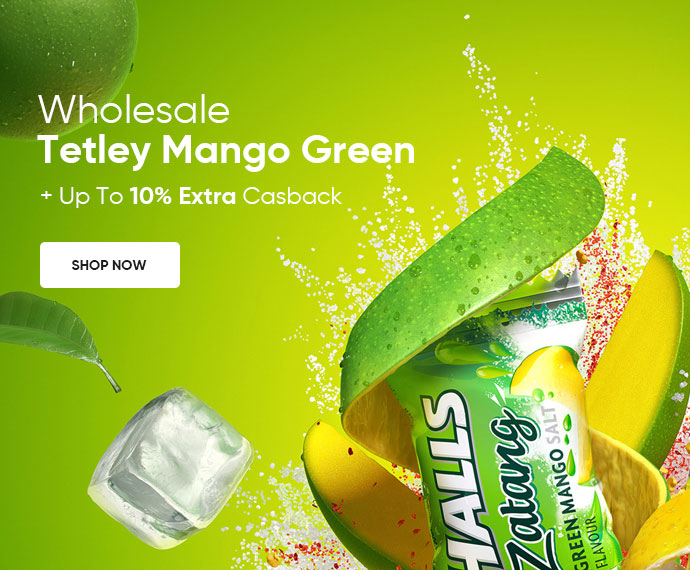 Wholesale
Tetley Mango Green
+ Up To 10% Extra Casback
SHOP NOW
HALLS
Zatang
GREEN MANGO SALT
FLAVOUR